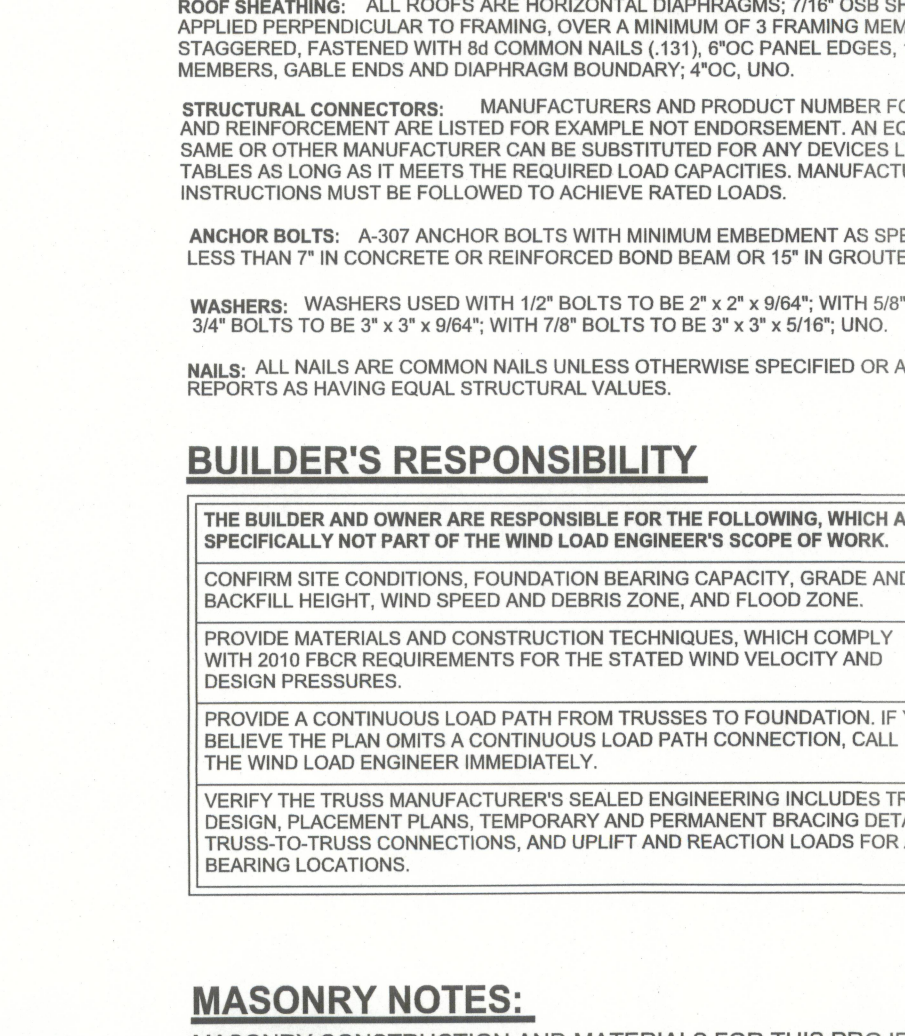 ROOF SHEATHING: ALL ROOFS ARE HORIZONTAL DIAPHRAGMS; 7/16" OSB
APPLIED PERPENDICULAR TO FRAMING, OVER A MINIMUM OF 3 FRAMING
STAGGERED, FASTENED WITH 8d COMMON NAILS (.131), 6"OC PANEL EDGES,
MEMBERS, GABLE ENDS AND DIAPHRAGM BOUNDARY; 4"OC, UNO.
STRUCTURAL CONNECTORS: MANUFACTURERS AND PRODUCT NUMBER
AND REINFORCEMENT ARE LISTED FOR EXAMPLE NOT ENDORSEMENT. AN
SAME OR OTHER MANUFACTURER CAN BE SUBSTITUTED FOR ANY DEVICES
TABLES AS LONG AS IT MEETS THE REQUIRED LOAD CAPACITIES.
INSTRUCTIONS MUST BE FOLLOWED TO ACHIEVE RATED LOADS.
ANCHOR BOLTS: A-307 ANCHOR BOLTS WITH MINIMUM EMBEDMENT AS
LESS THAN 7" IN CONCRETE OR REINFORCED BOND BEAM OR 15" IN
WASHERS: WASHERS USED WITH 1/2" BOLTS TO BE 2" x 2" x 9/64"; WITH 5/8"
3/4" BOLTS TO BE 3" x 3" x 9/64"; WITH 7/8" BOLTS TO BE 3" x 3" x 5/16"; UNO.
NAILS: ALL NAILS ARE COMMON NAILS UNLESS OTHERWISE SPECIFIED OR
REPORTS AS HAVING EQUAL STRUCTURAL VALUES.
BUILDER'S RESPONSIBILITY
THE BUILDER AND OWNER ARE RESPONSIBLE FOR THE FOLLOWING, WHICH
SPECIFICALLY NOT PART OF THE WIND LOAD ENGINEER'S SCOPE OF WORK.
CONFIRM SITE CONDITIONS, FOUNDATION BEARING CAPACITY, GRADE AND
BACKFILL HEIGHT, WIND SPEED AND DEBRIS ZONE, AND FLOOD ZONE.
PROVIDE MATERIALS AND CONSTRUCTION TECHNIQUES, WHICH COMPLY
WITH 2010 FBCR REQUIREMENTS FOR THE STATED WIND VELOCITY AND
DESIGN PRESSURES.
PROVIDE A CONTINUOUS LOAD PATH FROM TRUSSES TO FOUNDATION. IF
BELIEVE THE PLAN OMITS A CONTINUOUS LOAD PATH CONNECTION, CALL
THE WIND LOAD ENGINEER IMMEDIATELY.
VERIFY THE TRUSS MANUFACTURER'S SEALED ENGINEERING INCLUDES
DESIGN, PLACEMENT PLANS, TEMPORARY AND PERMANENT BRACING
TRUSS-TO-TRUSS CONNECTIONS, AND UPLIFT AND REACTION LOADS FOR
BEARING LOCATIONS.
MASONRY NOTES:
MASONRY CONSTRUCTION AND MATERIALS FOR THIS